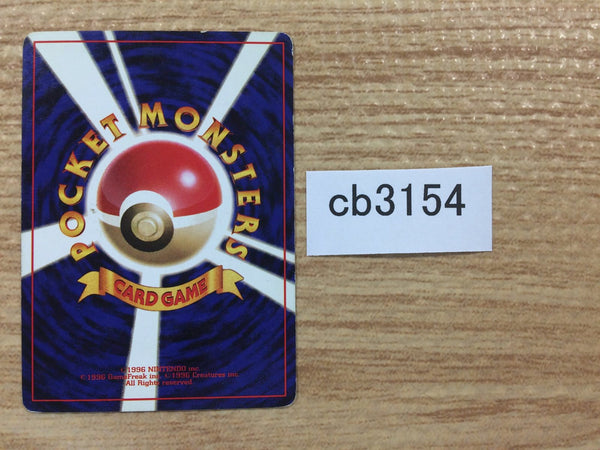 POCKET MONSTERS
CARD GAME
©1996 NINTENDO inc.
©1996 GameFreak inc. ©1996 Creatures inc.
All Rights reserved.
cb3154